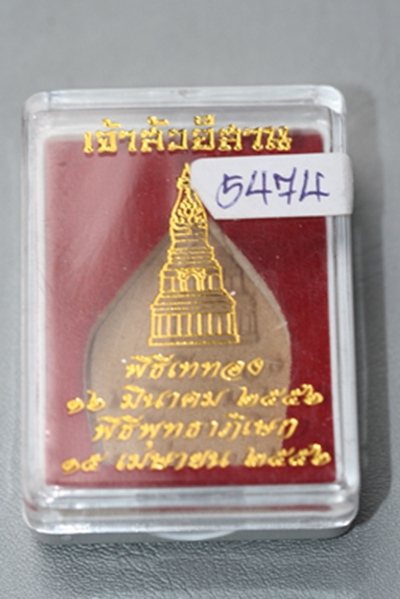 เจ้าสัวอีสาน
5474
พิธีเททอง
๑๒ มีนาคม ๒๕๕๒
พิธีพุทธาภิเษก
๑๕ เมษายน ๒๕๕๒